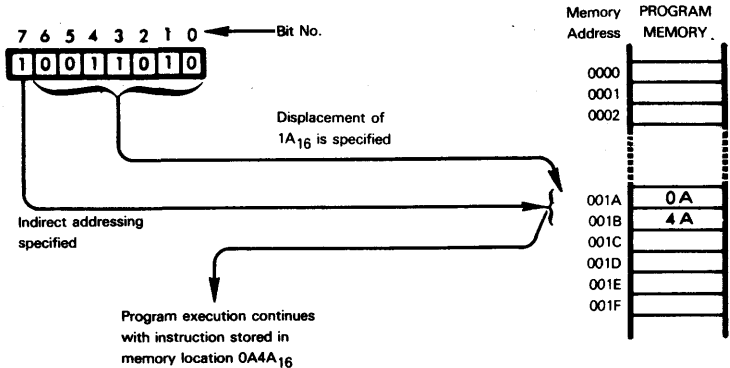 7 6 5 4 3 2 1 0 Bit No.
1 0 0 1 1 0 1 0
Displacement of
1A16 is specified
Indirect addressing
specified
Program execution continues
with instruction stored in
memory location 0A4A16
Memory PROGRAM
Address MEMORY
0000
0001
0002
001A 0A
001B 4A
001C
001D
001E
001F